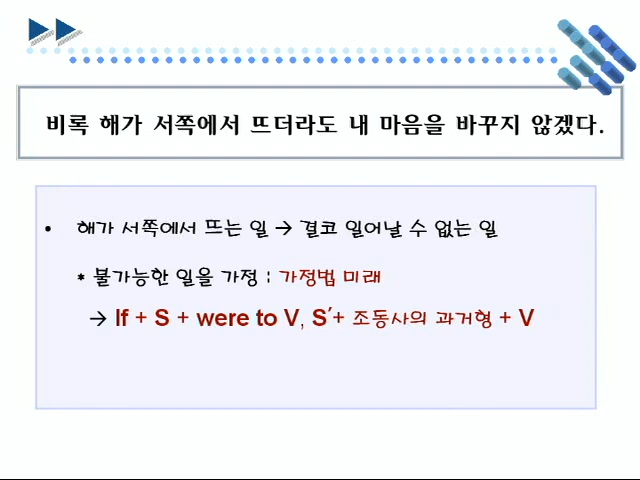 비록 해가 서쪽에서 뜨더라도 내 마음을 바꾸지 않겠다.
• 해가 서쪽에서 뜨는 일 → 결코 일어날 수 없는 일
* 불가능한 일을 가정 : 가정법 미래
→ If + S + were to V, S´+ 조동사의 과거형 + V